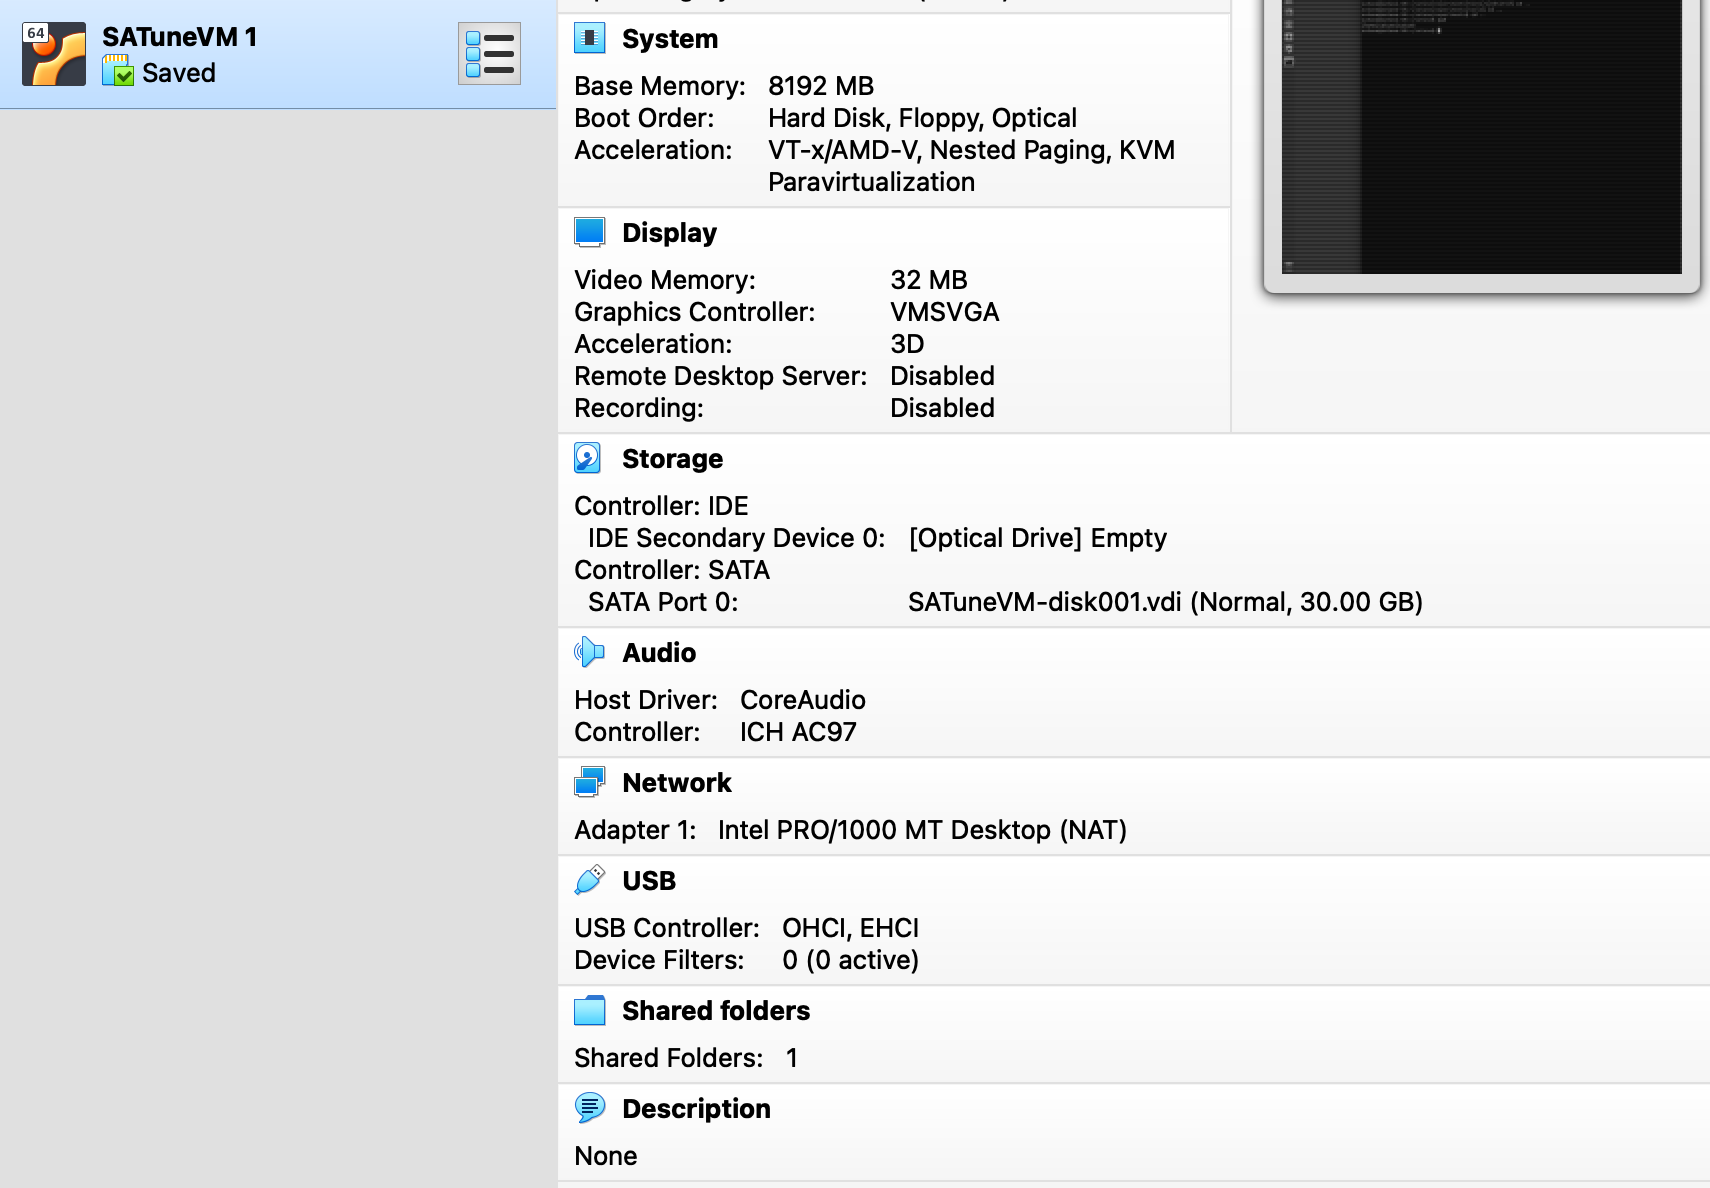 64
SATuneVM 1
Saved
System
Base Memory: 8192 MB
Boot Order: Hard Disk, Floppy, Optical
Acceleration: VT-x/AMD-V, Nested Paging, KVM
Paravirtualization
Display
Video Memory: 32 MB
Graphics Controller: VMSVGA
Acceleration: 3D
Remote Desktop Server: Disabled
Recording: Disabled
Storage
Controller: IDE
IDE Secondary Device 0: [Optical Drive] Empty
Controller: SATA
SATA Port 0: SATuneVM-disk001.vdi (Normal, 30.00 GB)
Audio
Host Driver: CoreAudio
Controller: ICH AC97
Network
Adapter 1: Intel PRO/1000 MT Desktop (NAT)
USB
USB Controller: OHCI, EHCI
Device Filters: 0 (0 active)
Shared folders
Shared Folders: 1
Description
None